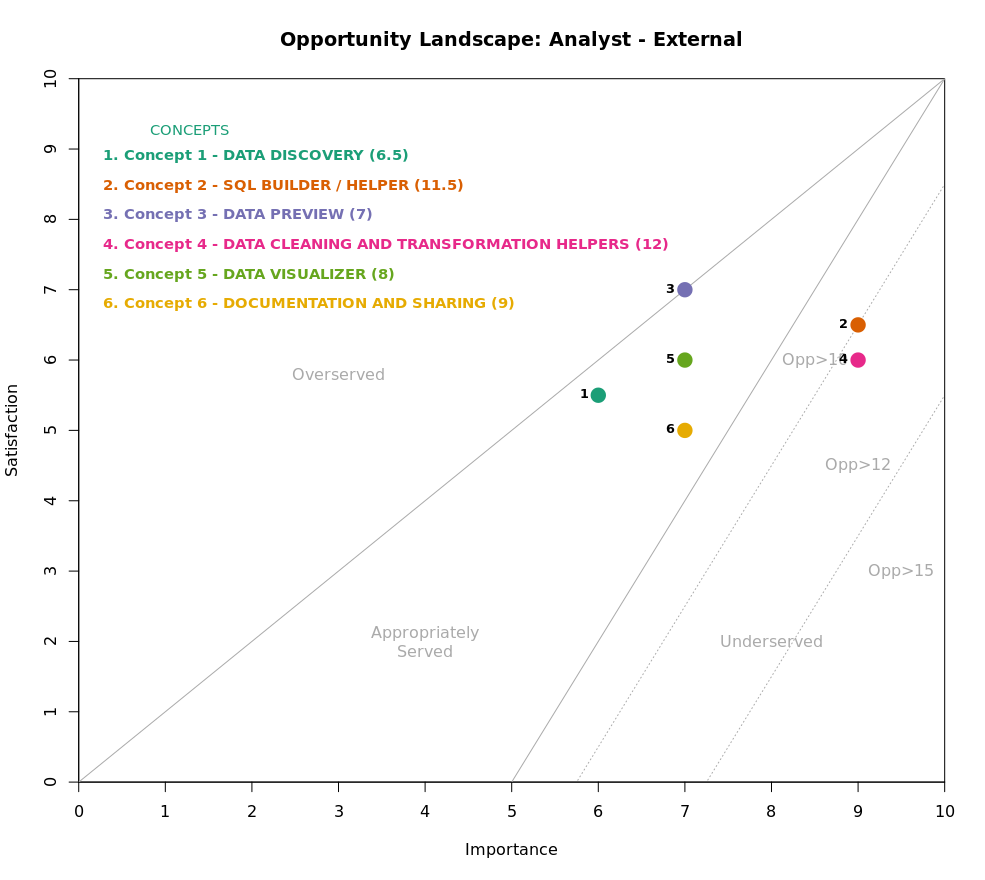 Opportunity Landscape: Analyst - External
CONCEPTS
1. Concept 1 - DATA DISCOVERY (6.5)
2. Concept 2 - SQL BUILDER / HELPER (11.5)
3. Concept 3 - DATA PREVIEW (7)
4. Concept 4 - DATA CLEANING AND TRANSFORMATION HELPERS (12)
5. Concept 5 - DATA VISUALIZER (8)
6. Concept 6 - DOCUMENTATION AND SHARING (9)
3
2
5
Opp>10
4
Overserved
1
6
Opp>12
Opp>15
Appropriately
Served
Underserved
Satisfaction
10
9
8
7
6
5
4
3
2
1
0
0 1 2 3 4 5 6 7 8 9 10
Importance